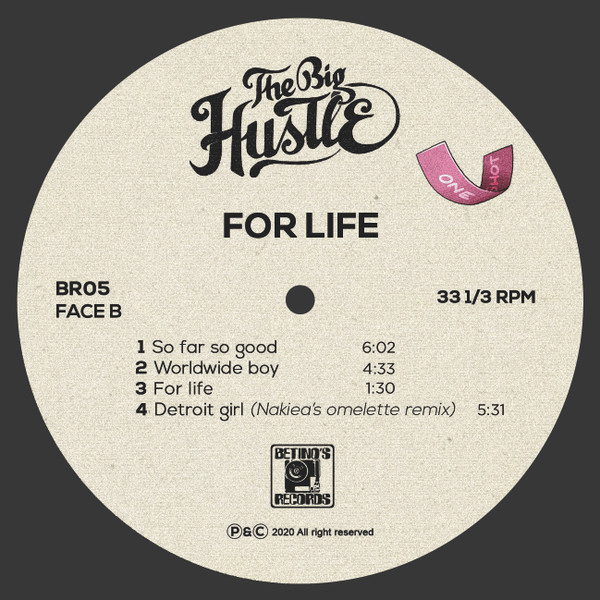 The Big
Hustle
ONE SHOT
FOR LIFE
BR05
FACE B
33 1/3 RPM
1 So far so good 6:02
2 Worldwide boy 4:33
3 For life 1:30
4 Detroit girl (Nakiea's omelette remix) 5:31
BETINO'S
RECORDS
Ⓟ&Ⓒ 2020 All right reserved